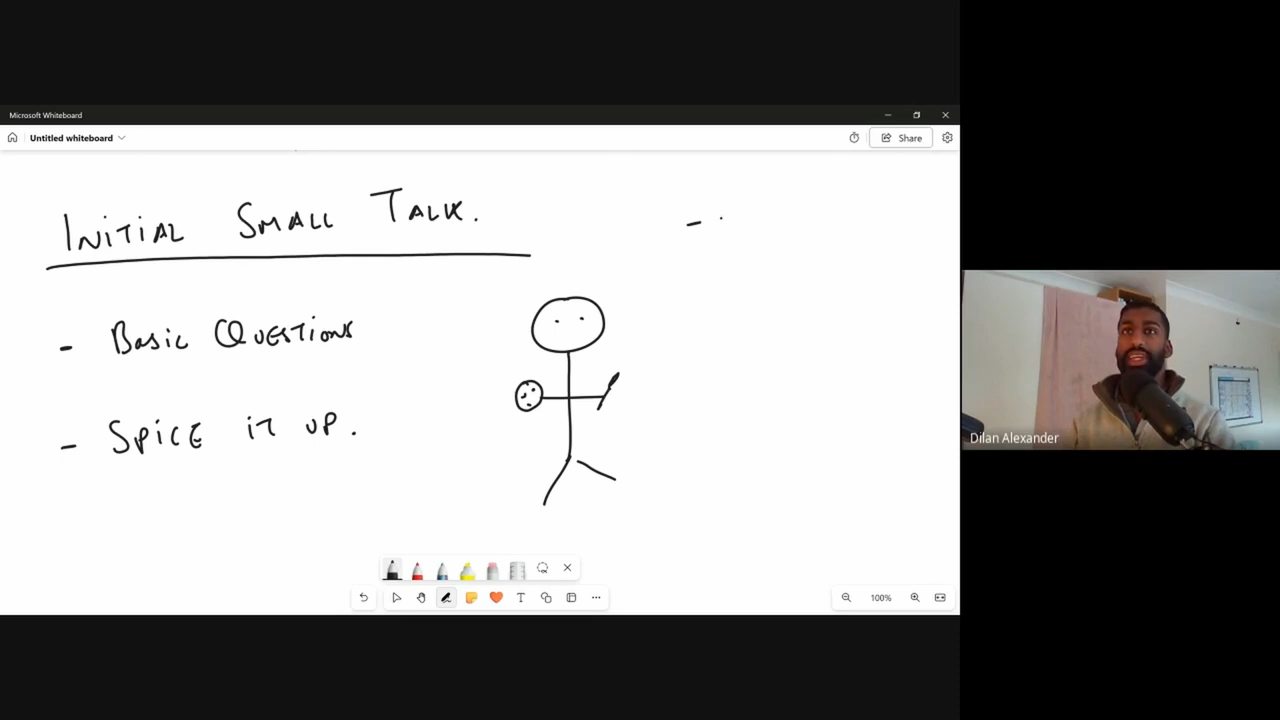 Microsoft Whiteboard
Untitled whiteboard
Share
INITIAL SMALL TALK.
- BASIC QUESTIONS
- SPICE IT UP.
-
Dilan Alexander
100%